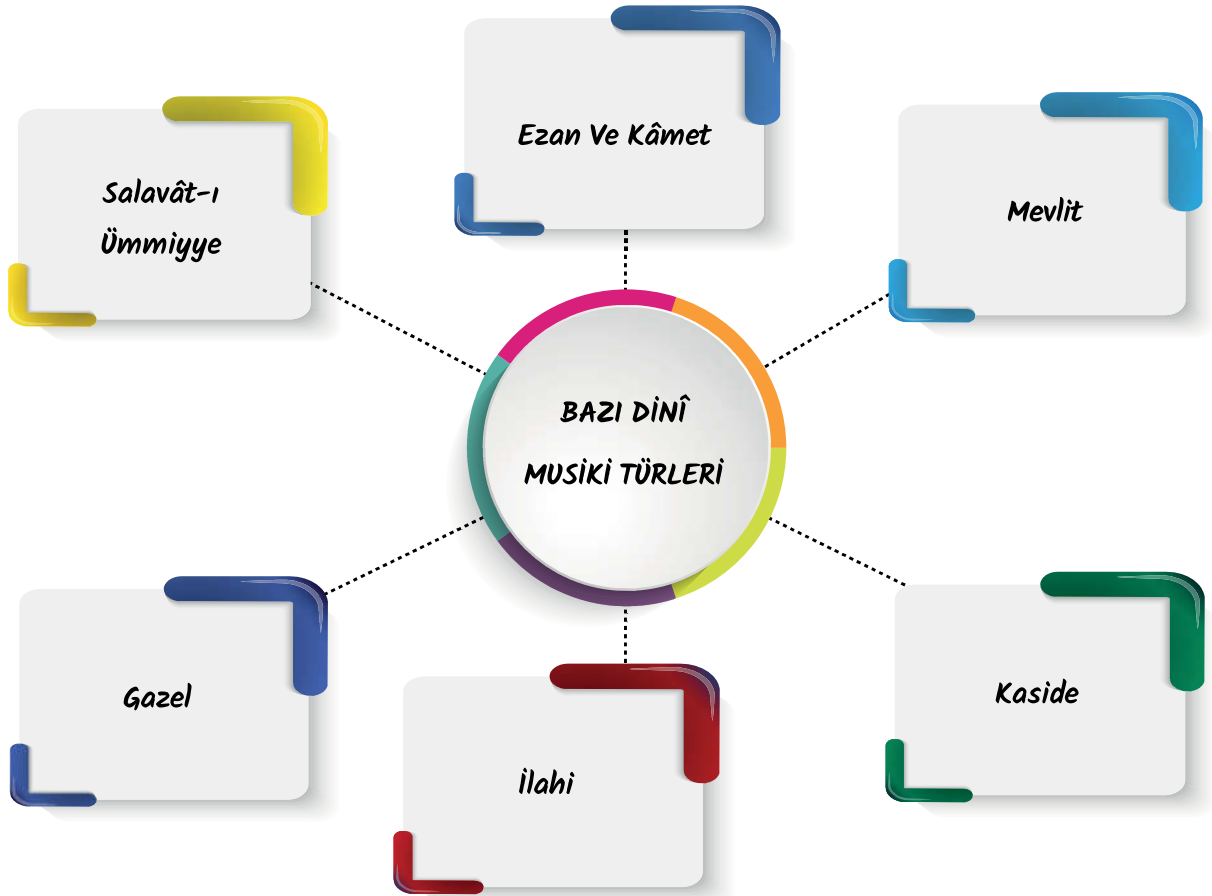 Ezan Ve Kâmet
Salavât-ı
Ümmiyye
Mevlit
BAZI DİNÎ
MUSİKİ TÜRLERİ
Gazel
Kaside
İlahi